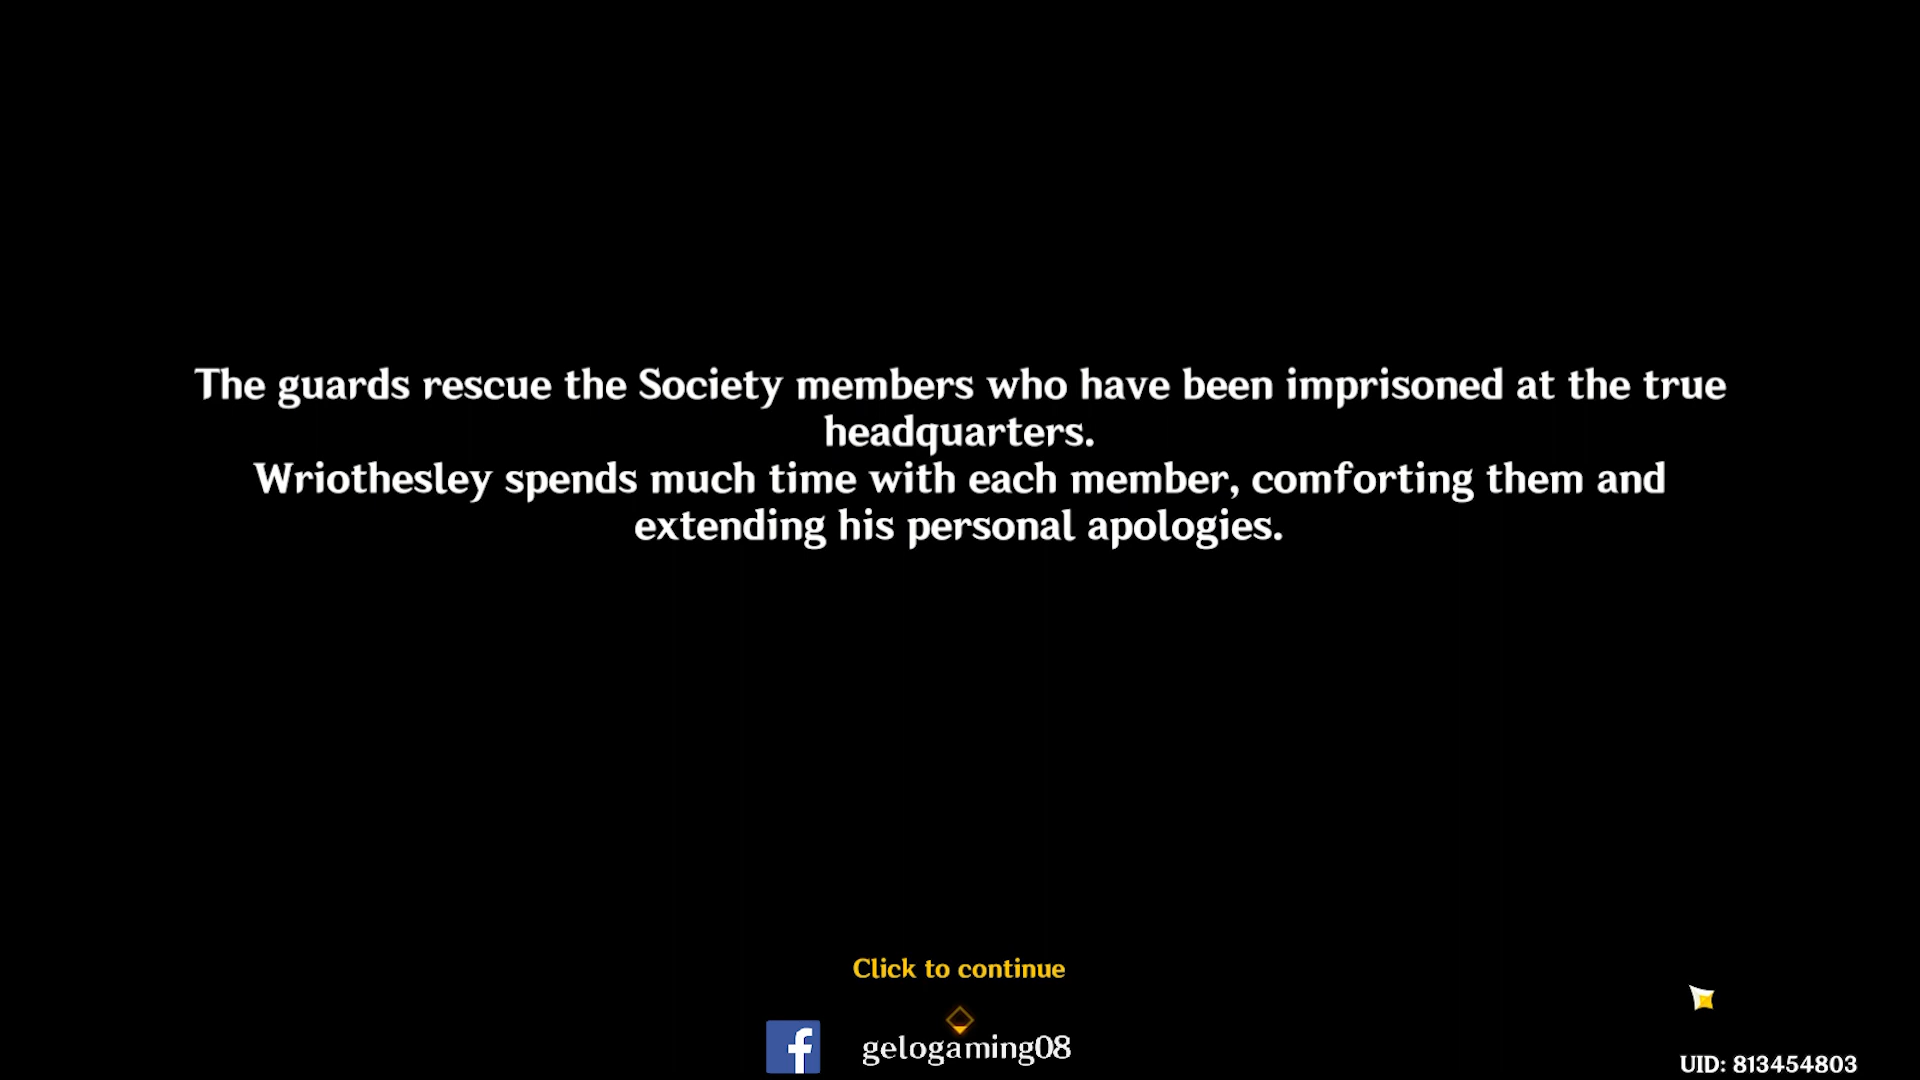 The guards rescue the Society members who have been imprisoned at the true
headquarters.
Wriothesley spends much time with each member, comforting them and
extending his personal apologies.
Click to continue
f gelogaming08
UID: 813454803